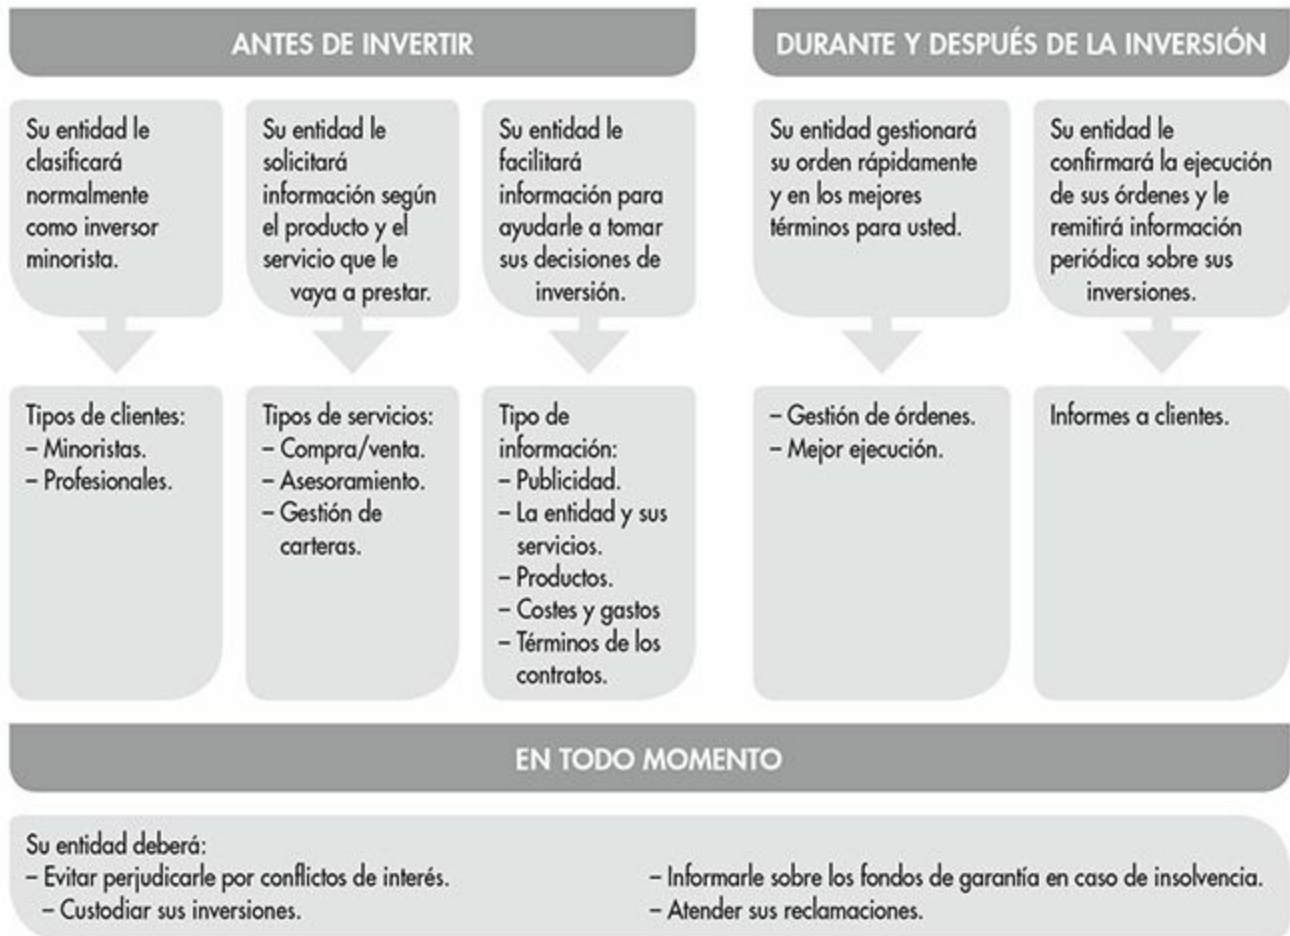 ANTES DE INVERTIR
Su entidad le
clasificará
normalmente
como inversor
minorista.
Su entidad le
solicitará
información según
el producto y el
servicio que le
vaya a prestar.
Su entidad le
facilitará
información para
ayudarle a tomar
sus decisiones de
inversión.
Tipos de clientes:
– Minoristas.
– Profesionales.
Tipos de servicios:
– Compra/venta.
– Asesoramiento.
– Gestión de
carteras.
Tipo de
información:
– Publicidad.
– La entidad y sus
servicios.
– Productos.
– Costes y gastos
– Términos de los
contratos.
DURANTE Y DESPUÉS DE LA INVERSIÓN
Su entidad gestionará
su orden rápidamente
y en los mejores
términos para usted.
Su entidad le
confirmará la ejecución
de sus órdenes y le
remitirá información
periódica sobre sus
inversiones.
– Gestión de órdenes.
– Mejor ejecución.
Informes a clientes.
EN TODO MOMENTO
Su entidad deberá:
– Evitar perjudicarle por conflictos de interés.
– Custodiar sus inversiones.
– Informarle sobre los fondos de garantía en caso de insolvencia.
– Atender sus reclamaciones.